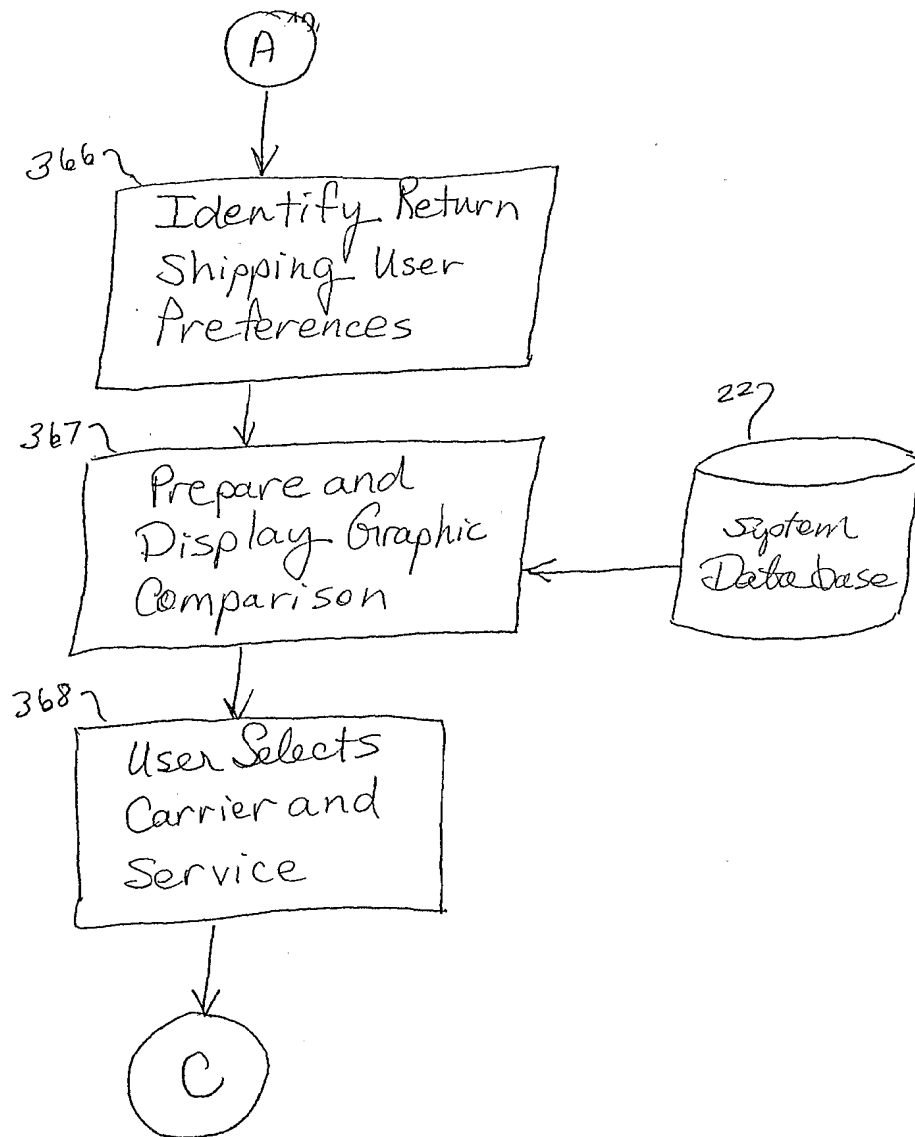 A
366
Identify Return
Shipping User
Preferences
367
Prepare and
Display Graphic
Comparison
22
System
Database
368
User Selects
Carrier and
Service
C